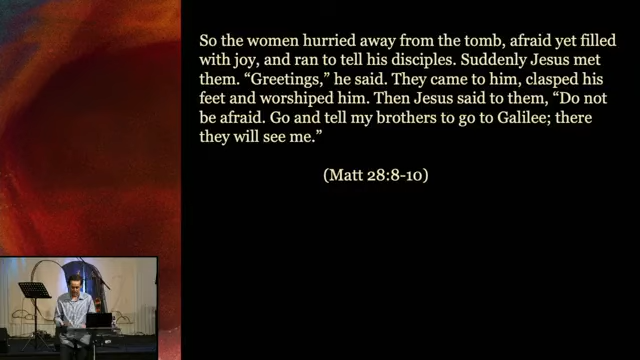 So the women hurried away from the tomb, afraid yet filled
with joy, and ran to tell his disciples. Suddenly Jesus met
them. “Greetings,” he said. They came to him, clasped his
feet and worshiped him. Then Jesus said to them, “Do not
be afraid. Go and tell my brothers to go to Galilee; there
they will see me.”
(Matt 28:8-10)